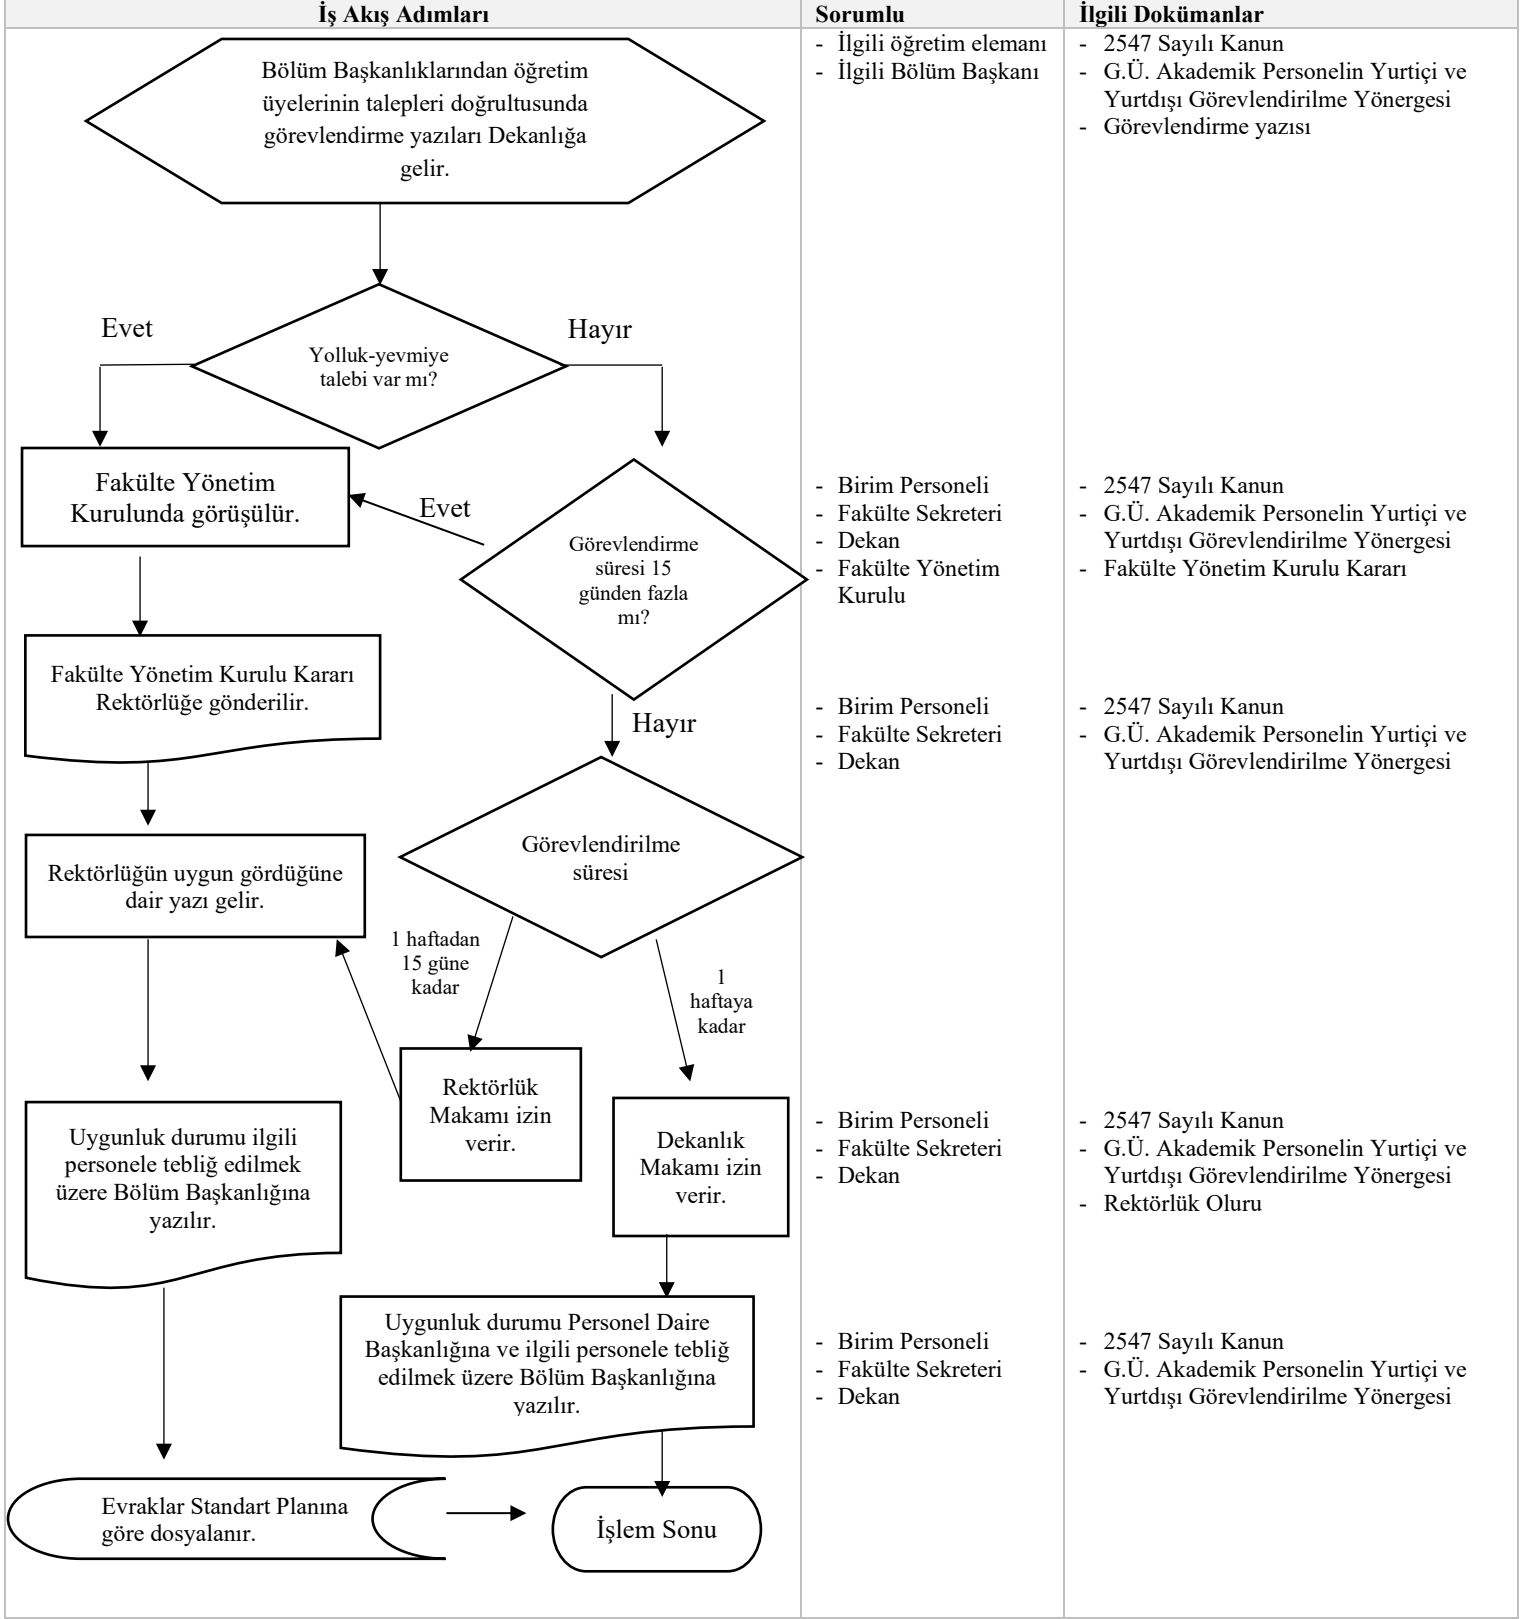 İş Akış Adımları
Sorumlu
İlgili Dokümanlar
Bölüm Başkanlıklarından öğretim
üyelerinin talepleri doğrultusunda
görevlendirme yazıları Dekanlığa
gelir.
- İlgili öğretim elemanı
- İlgili Bölüm Başkanı
- 2547 Sayılı Kanun
- G.Ü. Akademik Personelin Yurtiçi ve
Yurtdışı Görevlendirilme Yönergesi
- Görevlendirme yazısı
Evet
Hayır
Yolluk-yevmiye
talebi var mı?
Fakülte Yönetim
Kurulunda görüşülür.
Evet
Görevlendirme
süresi 15
günden fazla
mı?
- Birim Personeli
- Fakülte Sekreteri
- Dekan
- Fakülte Yönetim
Kurulu
- 2547 Sayılı Kanun
- G.Ü. Akademik Personelin Yurtiçi ve
Yurtdışı Görevlendirilme Yönergesi
- Fakülte Yönetim Kurulu Kararı
Fakülte Yönetim Kurulu Kararı
Rektörlüğe gönderilir.
Hayır
- Birim Personeli
- Fakülte Sekreteri
- Dekan
- 2547 Sayılı Kanun
- G.Ü. Akademik Personelin Yurtiçi ve
Yurtdışı Görevlendirilme Yönergesi
Görevlendirilme
süresi
Rektörlüğün uygun gördüğüne
dair yazı gelir.
1 haftadan
15 güne
kadar
1
haftaya
kadar
Rektörlük
Makamı izin
verir.
Dekanlık
Makamı izin
verir.
Uygunluk durumu ilgili
personele tebliğ edilmek
üzere Bölüm Başkanlığına
yazılır.
- Birim Personeli
- Fakülte Sekreteri
- Dekan
- 2547 Sayılı Kanun
- G.Ü. Akademik Personelin Yurtiçi ve
Yurtdışı Görevlendirilme Yönergesi
- Rektörlük Oluru
Uygunluk durumu Personel Daire
Başkanlığına ve ilgili personele tebliğ
edilmek üzere Bölüm Başkanlığına
yazılır.
- Birim Personeli
- Fakülte Sekreteri
- Dekan
- 2547 Sayılı Kanun
- G.Ü. Akademik Personelin Yurtiçi ve
Yurtdışı Görevlendirilme Yönergesi
Evraklar Standart Planına
göre dosyalanır.
İşlem Sonu